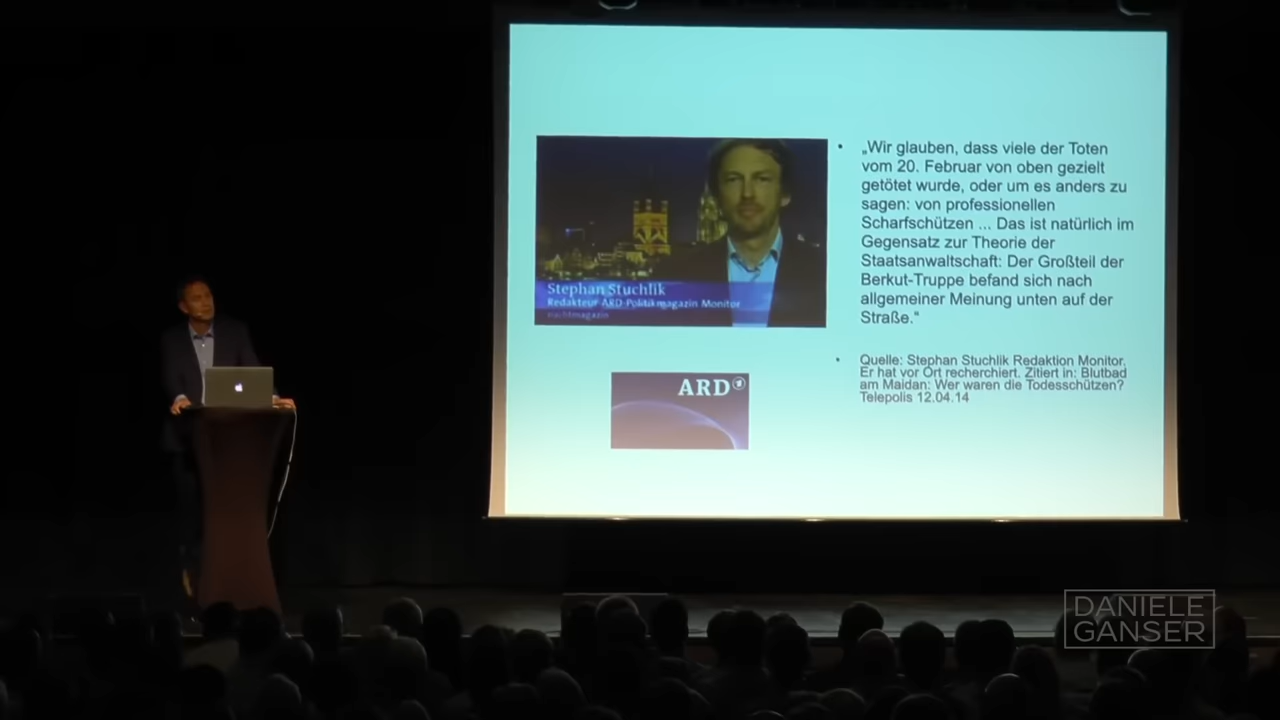 „Wir glauben, dass viele der Toten
vom 20. Februar von oben gezielt
getötet wurde, oder um es anders zu
sagen: von professionellen
Scharfschützen ... Das ist natürlich im
Gegensatz zur Theorie der
Staatsanwaltschaft: Der Großteil der
Berkut-Truppe befand sich nach
allgemeiner Meinung unten auf der
Straße.“
Stephan Stuchlik
Redakteur ARD-Politikmagazin Monitor
nachtmagazin
Quelle: Stephan Stuchlik Redaktion Monitor.
Er hat vor Ort recherchiert. Zitiert in: Blutbad
am Maidan: Wer waren die Todesschützen?
Telepolis 12.04.14
ARD
DANIELE
GANSER